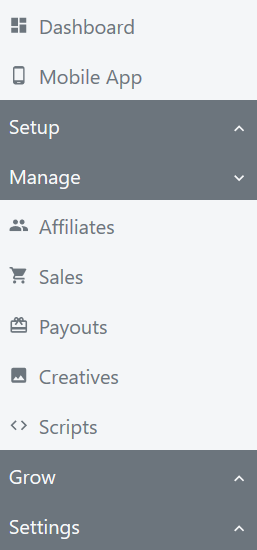 Dashboard
Mobile App
Setup
Manage
Affiliates
Sales
Payouts
Creatives
Scripts
Grow
Settings